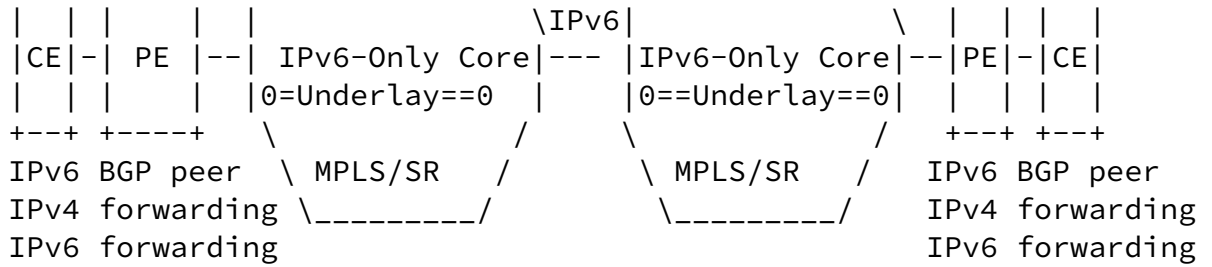 |  | |    | |                \IPv6|               \  |  | |  |
|CE|-| PE |--| IPv6-Only Core|--- |IPv6-Only Core|--|PE|-|CE|
|  | |    |  |0=Underlay==0  |    |0==Underlay==0|  |  | |  |
+--+ +----+   \             /      \             /   +--+ +--+
IPv6 BGP peer  \ MPLS/SR   /        \ MPLS/SR   /  IPv6 BGP peer
IPv4 forwarding \_________/          \_________/   IPv4 forwarding
IPv6 forwarding                                    IPv6 forwarding